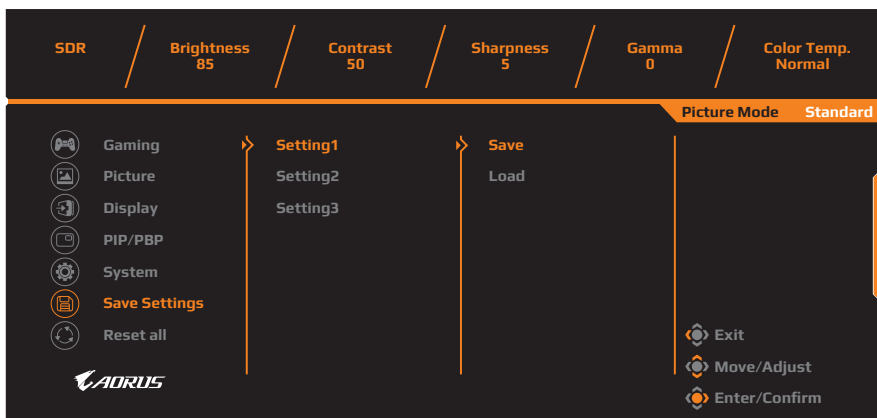 SDR
Brightness
85
Contrast
50
Sharpness
5
Gamma
0
Color Temp.
Normal
Picture Mode Standard
Gaming
Picture
Display
PIP/PBP
System
Save Settings
Reset all
Setting1
Setting2
Setting3
Save
Load
Exit
Move/Adjust
Enter/Confirm
AORUS